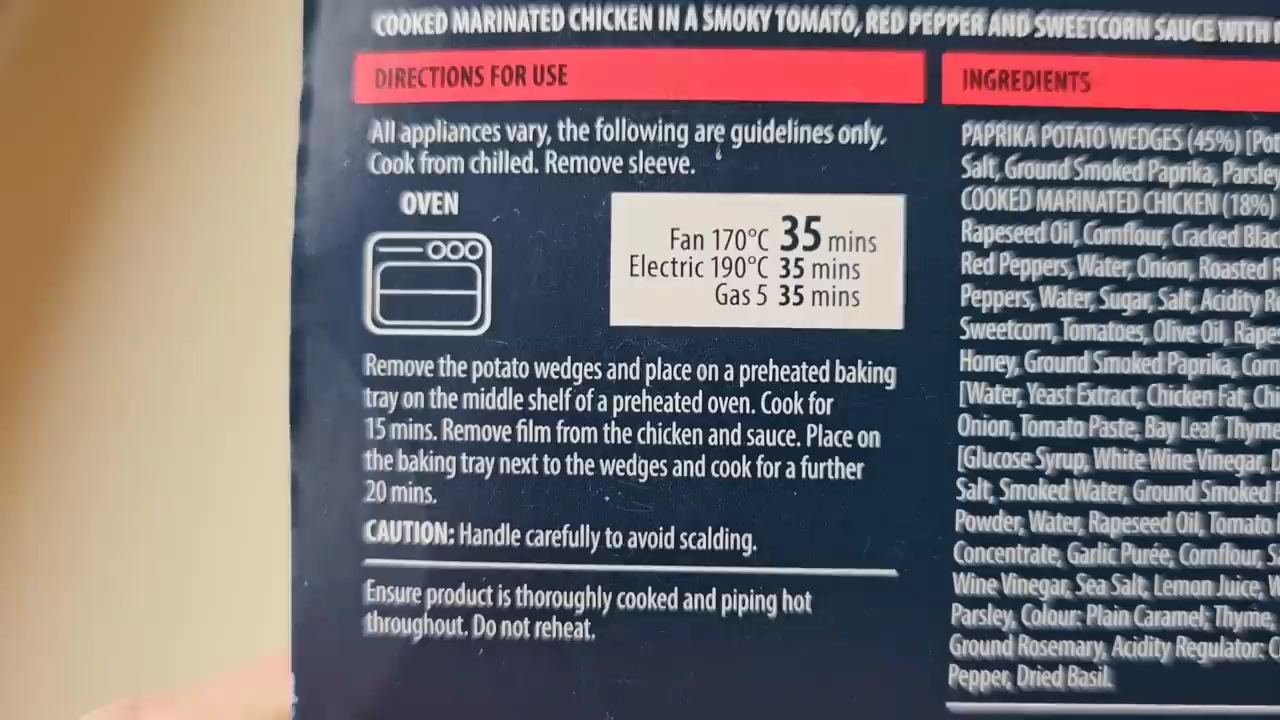 COOKED MARINATED CHICKEN IN A SMOKY TOMATO, RED PEPPER AND SWEETCORN SAUCE WITH
DIRECTIONS FOR USE
All appliances vary, the following are guidelines only.
Cook from chilled. Remove sleeve.
OVEN
Fan 170°C 35 mins
Electric 190°C 35 mins
Gas 5 35 mins
Remove the potato wedges and place on a preheated baking
tray on the middle shelf of a preheated oven. Cook for
15 mins. Remove film from the chicken and sauce. Place on
the baking tray next to the wedges and cook for a further
20 mins.
CAUTION: Handle carefully to avoid scalding.
Ensure product is thoroughly cooked and piping hot
throughout. Do not reheat.
INGREDIENTS
PAPRIKA POTATO WEDGES (45%)
Salt, Ground Smoked Paprika, Parsley
COOKED MARINATED CHICKEN (18%)
Rapeseed Oil, Cornflour, Cracked
Red Peppers, Water, Onion, Roasted
Peppers, Water, Sugar, Salt, Acidity
Sweetcorn, Tomatoes, Olive Oil,
Honey, Ground Smoked Paprika,
[Water, Yeast Extract, Chicken Fat,
Onion, Tomato Paste, Bay Leaf, Thyme
[Glucose Syrup, White Wine Vinegar,
Salt, Smoked Water, Ground Smoked
Powder, Water, Rapeseed Oil, Tomato
Concentrate, Garlic Purée, Cornflour,
Wine Vinegar, Sea Salt, Lemon Juice,
Parsley, Colour: Plain Caramel; Thyme,
Ground Rosemary, Acidity Regulator:
Pepper, Dried Basil.